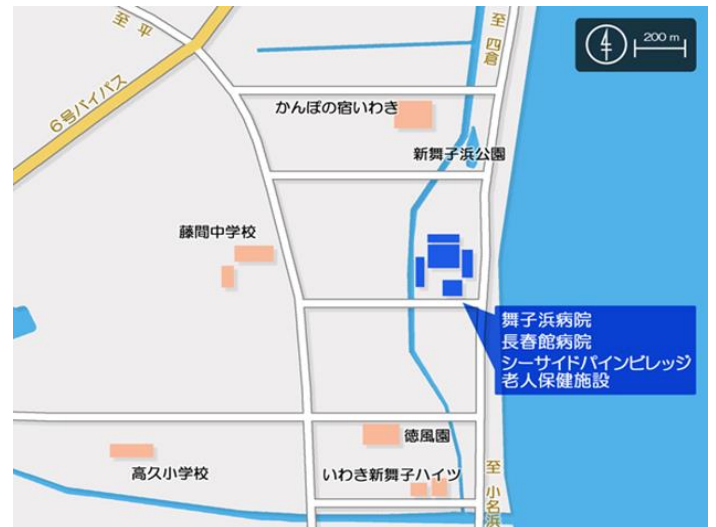 至 平
至 四倉
200 m
6号バイパス
かんぽの宿いわき
新舞子浜公園
藤間中学校
舞子浜病院
長春館病院
シーサイドパインビレッジ
老人保健施設
徳風園
高久小学校
いわき新舞子ハイツ
至 小名浜